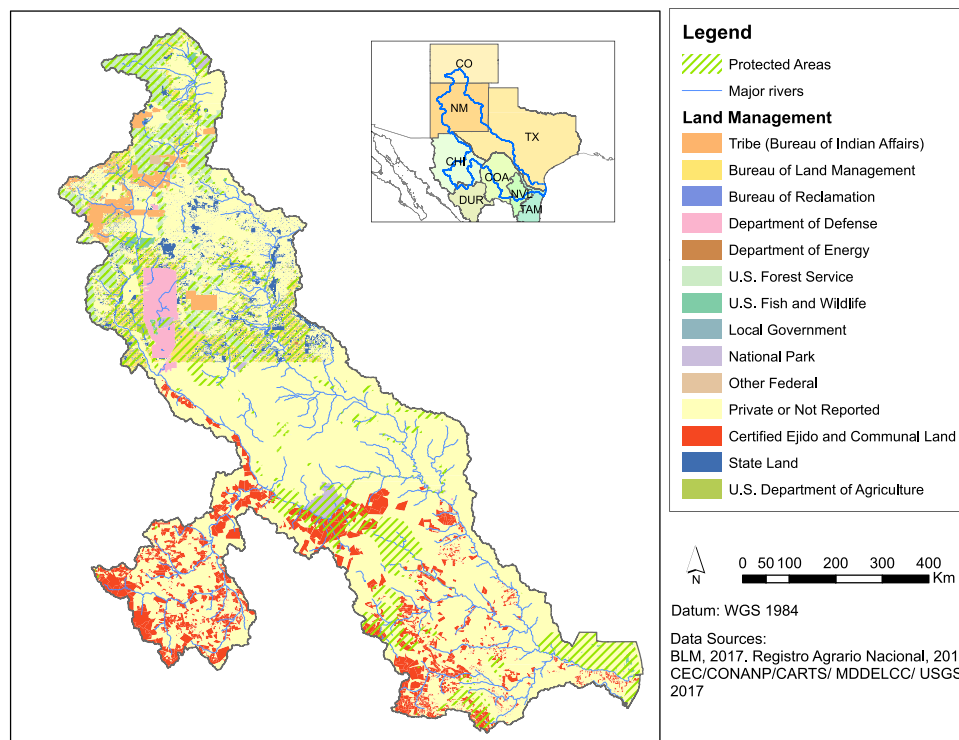 CO
NM
TX
CHI
COA
NVL
DUR
TAM
Legend
Protected Areas
Major rivers
Land Management
Tribe (Bureau of Indian Affairs)
Bureau of Land Management
Bureau of Reclamation
Department of Defense
Department of Energy
U.S. Forest Service
U.S. Fish and Wildlife
Local Government
National Park
Other Federal
Private or Not Reported
Certified Ejido and Communal Land
State Land
U.S. Department of Agriculture
N
0 50 100 200 300 400
Km
Datum: WGS 1984
Data Sources:
BLM, 2017. Registro Agrario Nacional, 201
CEC/CONANP/CARTS/ MDDELCC/ USGS
2017